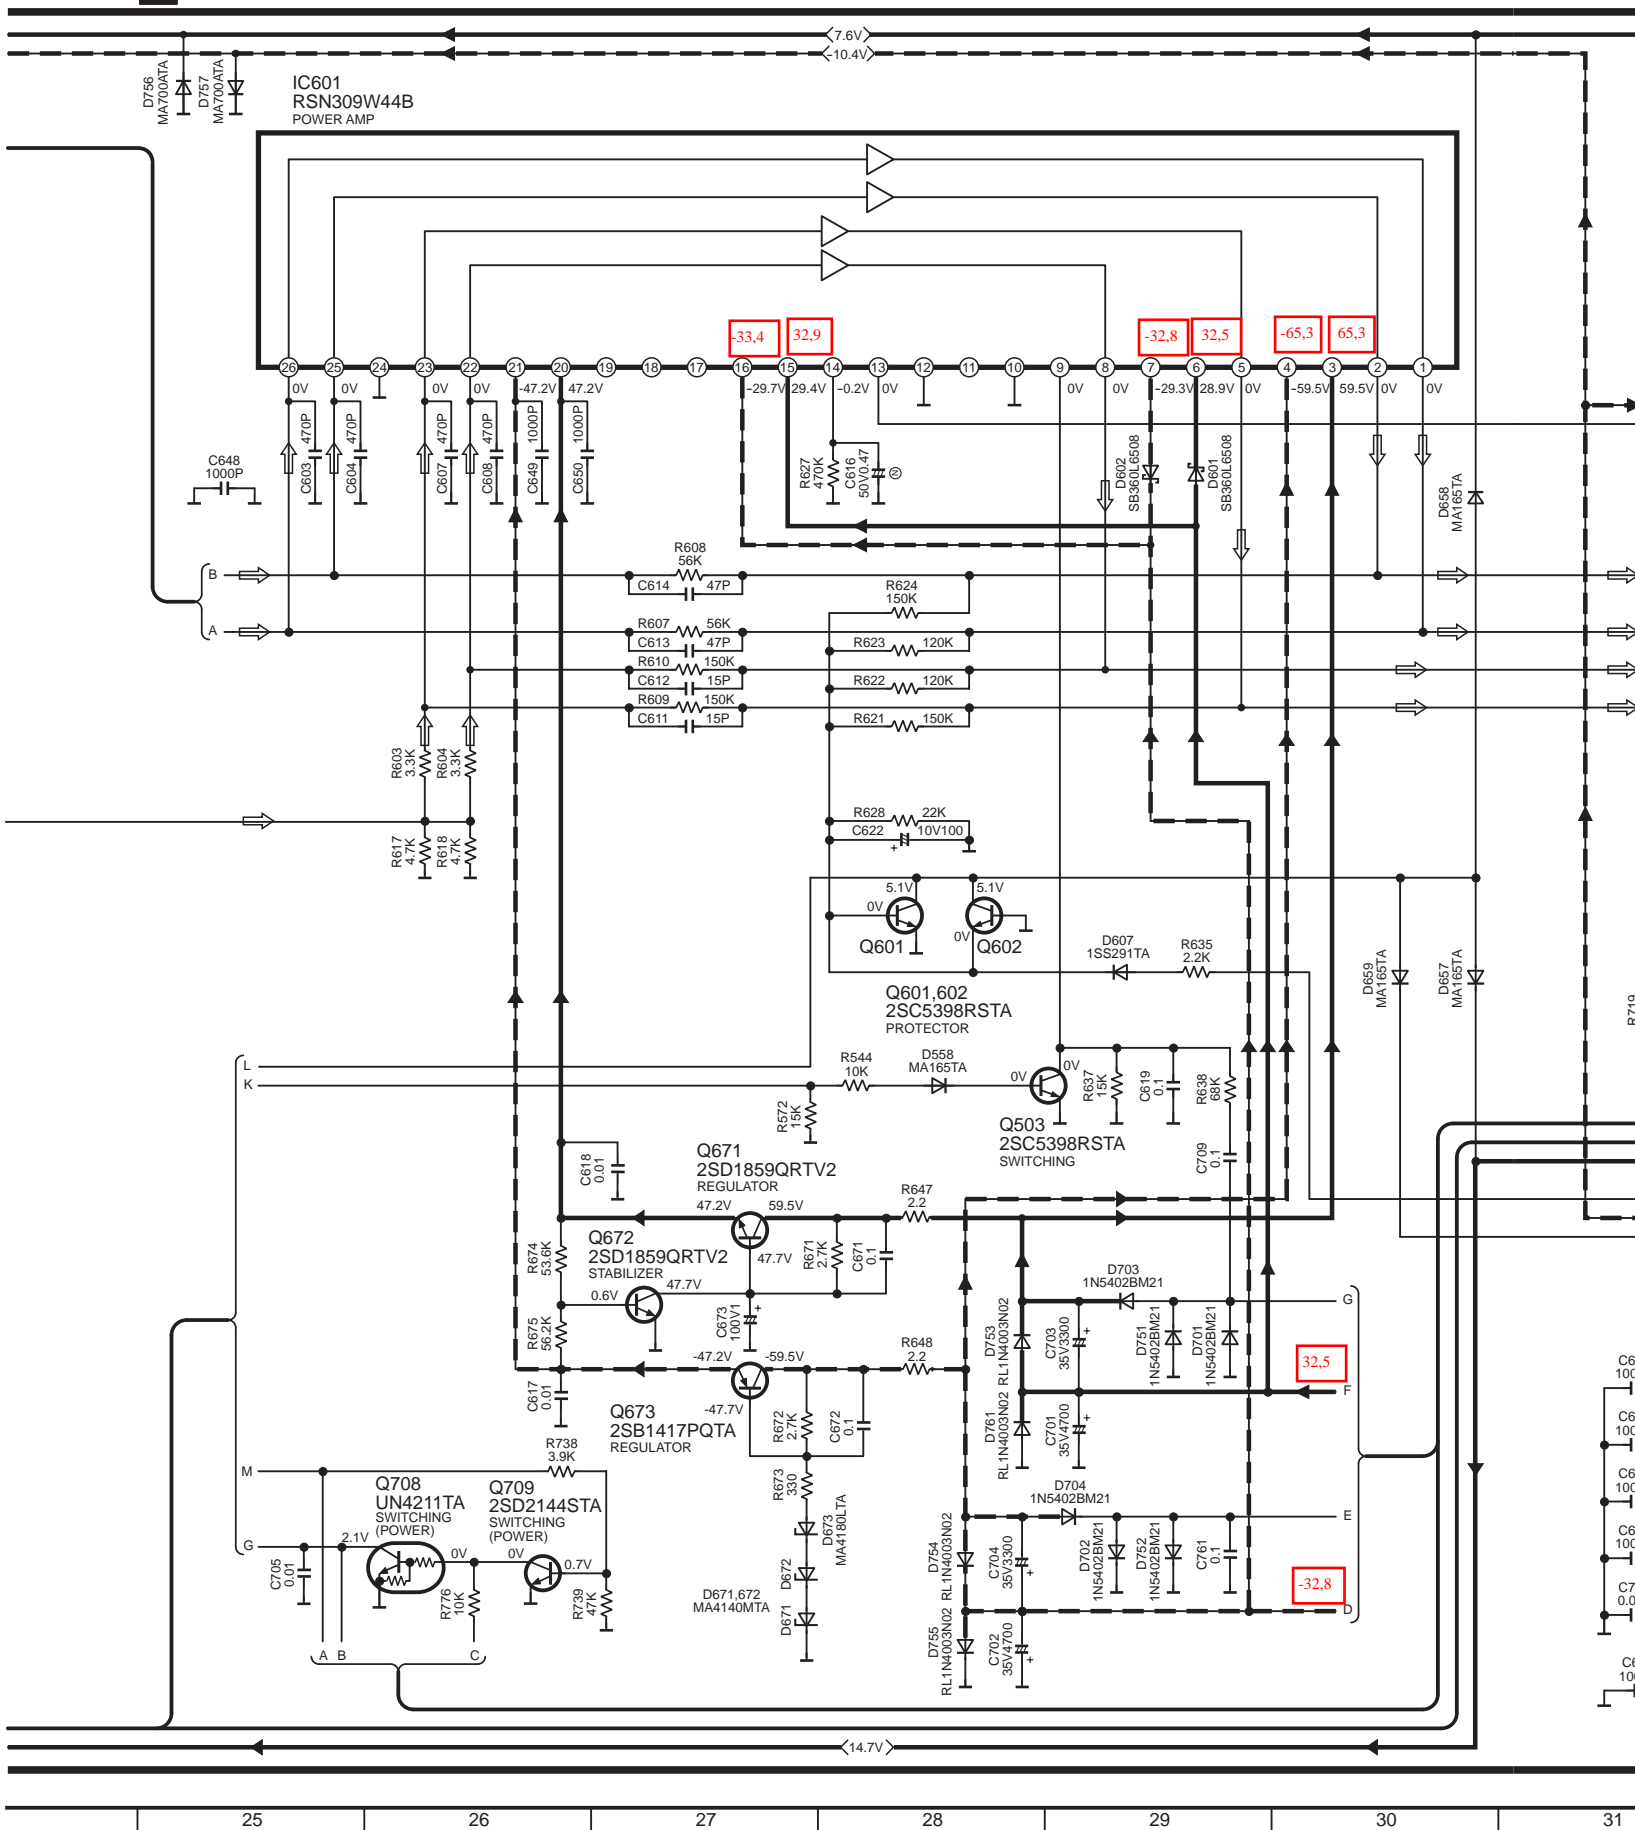 7.6V
-10.4V
D756
MA700ATA
D757
MA700ATA
IC601
RSN309W44B
POWER AMP
-33,4
32,9
-32,8
32,5
-65,3
65,3
26 25 24 23 22 21 20 19 18 17 16 15 14 13 12 11 10 9 8 7 6 5 4 3 2 1
0V 0V 0V 0V -47.2V 47.2V -29.7V 29.4V -0.2V 0V 0V 0V -29.3V 28.9V 0V -59.5V 59.5V 0V 0V
C648
1000P
C603
470P
C604
470P
C607
470P
C608
470P
C649
1000P
C650
1000P
R627
470K
C616
50V0.47
N
D602
SB360L6508
D601
SB360L6508
D658
MA165TA
B
R608
56K
C614 47P
R624
150K
A
R607 56K
C613 47P
R623 120K
R610 150K
C612 15P
R622 120K
R609 150K
C611 15P
R621 150K
R603
3.3K
R604
3.3K
R617
4.7K
R618
4.7K
R628 22K
C622 10V100
+
5.1V 5.1V
0V
Q601
0V
Q602
D607
1SS291TA
R635
2.2K
D659
MA165TA
D657
MA165TA
Q601,602
2SC5398RSTA
PROTECTOR
R719
L
K
R544
10K
D558
MA165TA
R572
15K
0V
0V
Q503
2SC5398RSTA
SWITCHING
R637
15K
C619
0.1
R638
68K
C709
0.1
C618
0.01
Q671
2SD1859QRTV2
REGULATOR
47.2V 59.5V
R647
2.2
R674
53.6K
Q672
2SD1859QRTV2
STABILIZER
0.6V
47.7V
47.7V
R671
2.7K
C671
0.1
R675
56.2K
C673
100V1
+
D703
1N5402BM21
G
D753
RL1N4003N02
C703
35V3300
+
D751
1N5402BM21
D701
1N5402BM21
-47.2V -59.5V
R648
2.2
32,5
F
C617
0.01
Q673
2SB1417PQTA
REGULATOR
-47.7V
R672
2.7K
C672
0.1
D761
RL1N4003N02
C701
35V4700
+
M
R738
3.9K
Q708
UN4211TA
SWITCHING
(POWER)
Q709
2SD2144STA
SWITCHING
(POWER)
R673
330
D673
MA4180LTA
D704
1N5402BM21
E
G
2.1V
0V
0V
0.7V
C705
0.01
R776
10K
R739
47K
D672
D671,672
MA4140MTA
D671
D754
RL1N4003N02
C704
35V3300
+
D702
1N5402BM21
D752
1N5402BM21
C761
0.1
-32,8
D
D755
RL1N4003N02
C702
35V4700
+
A B C
14.7V
25 26 27 28 29 30 31